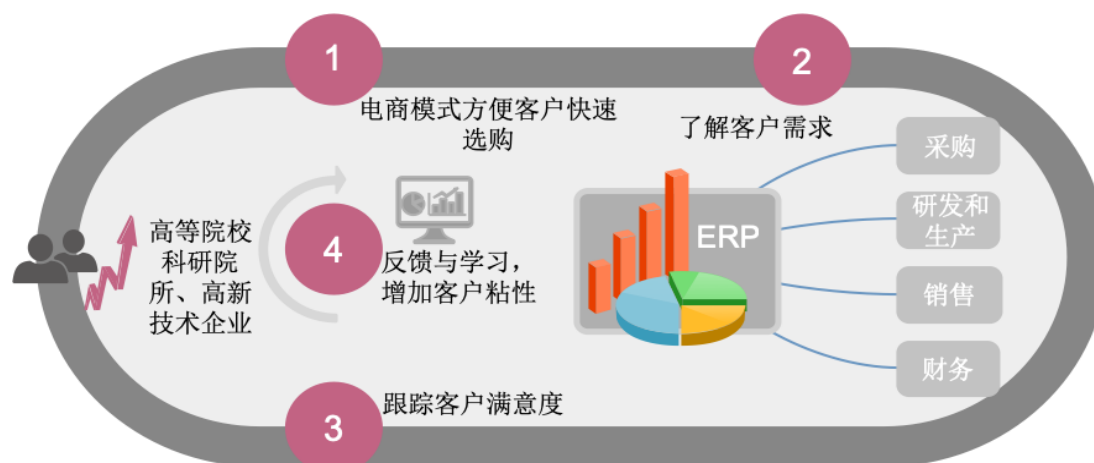 1
电商模式方便客户快速
选购
2
了解客户需求
采购
研发和
生产
销售
财务
ERP
高等院校
科研院
所、高新
技术企业
4
反馈与学习，
增加客户粘性
3
跟踪客户满意度